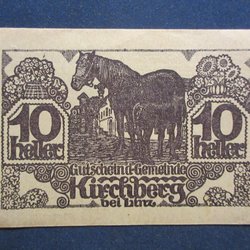 10 heller
10 heller
Gutschein d. Gemeinde
Kirchberg
bei Linz